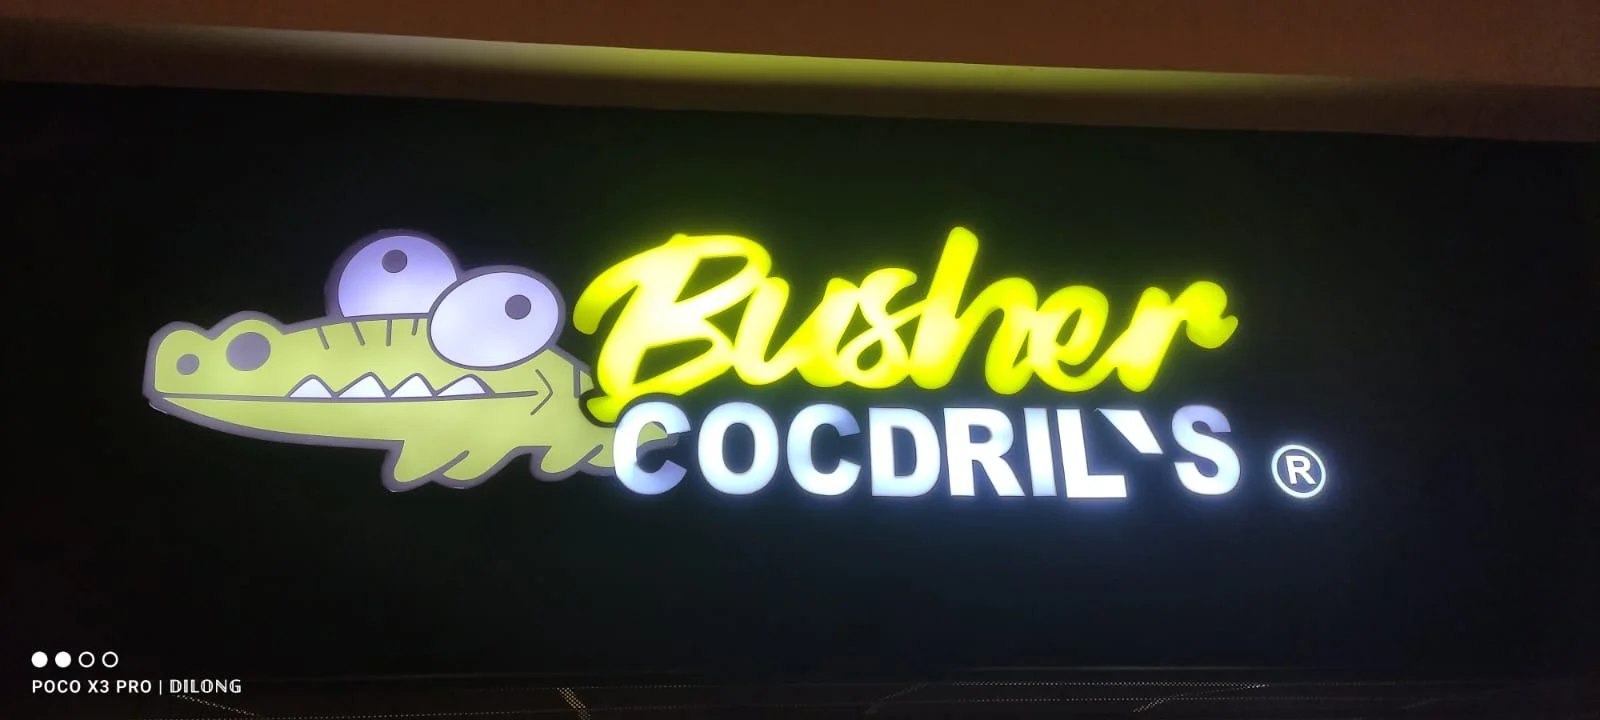 Busher
COCDRIL`S ®
POCO X3 PRO | DILONG